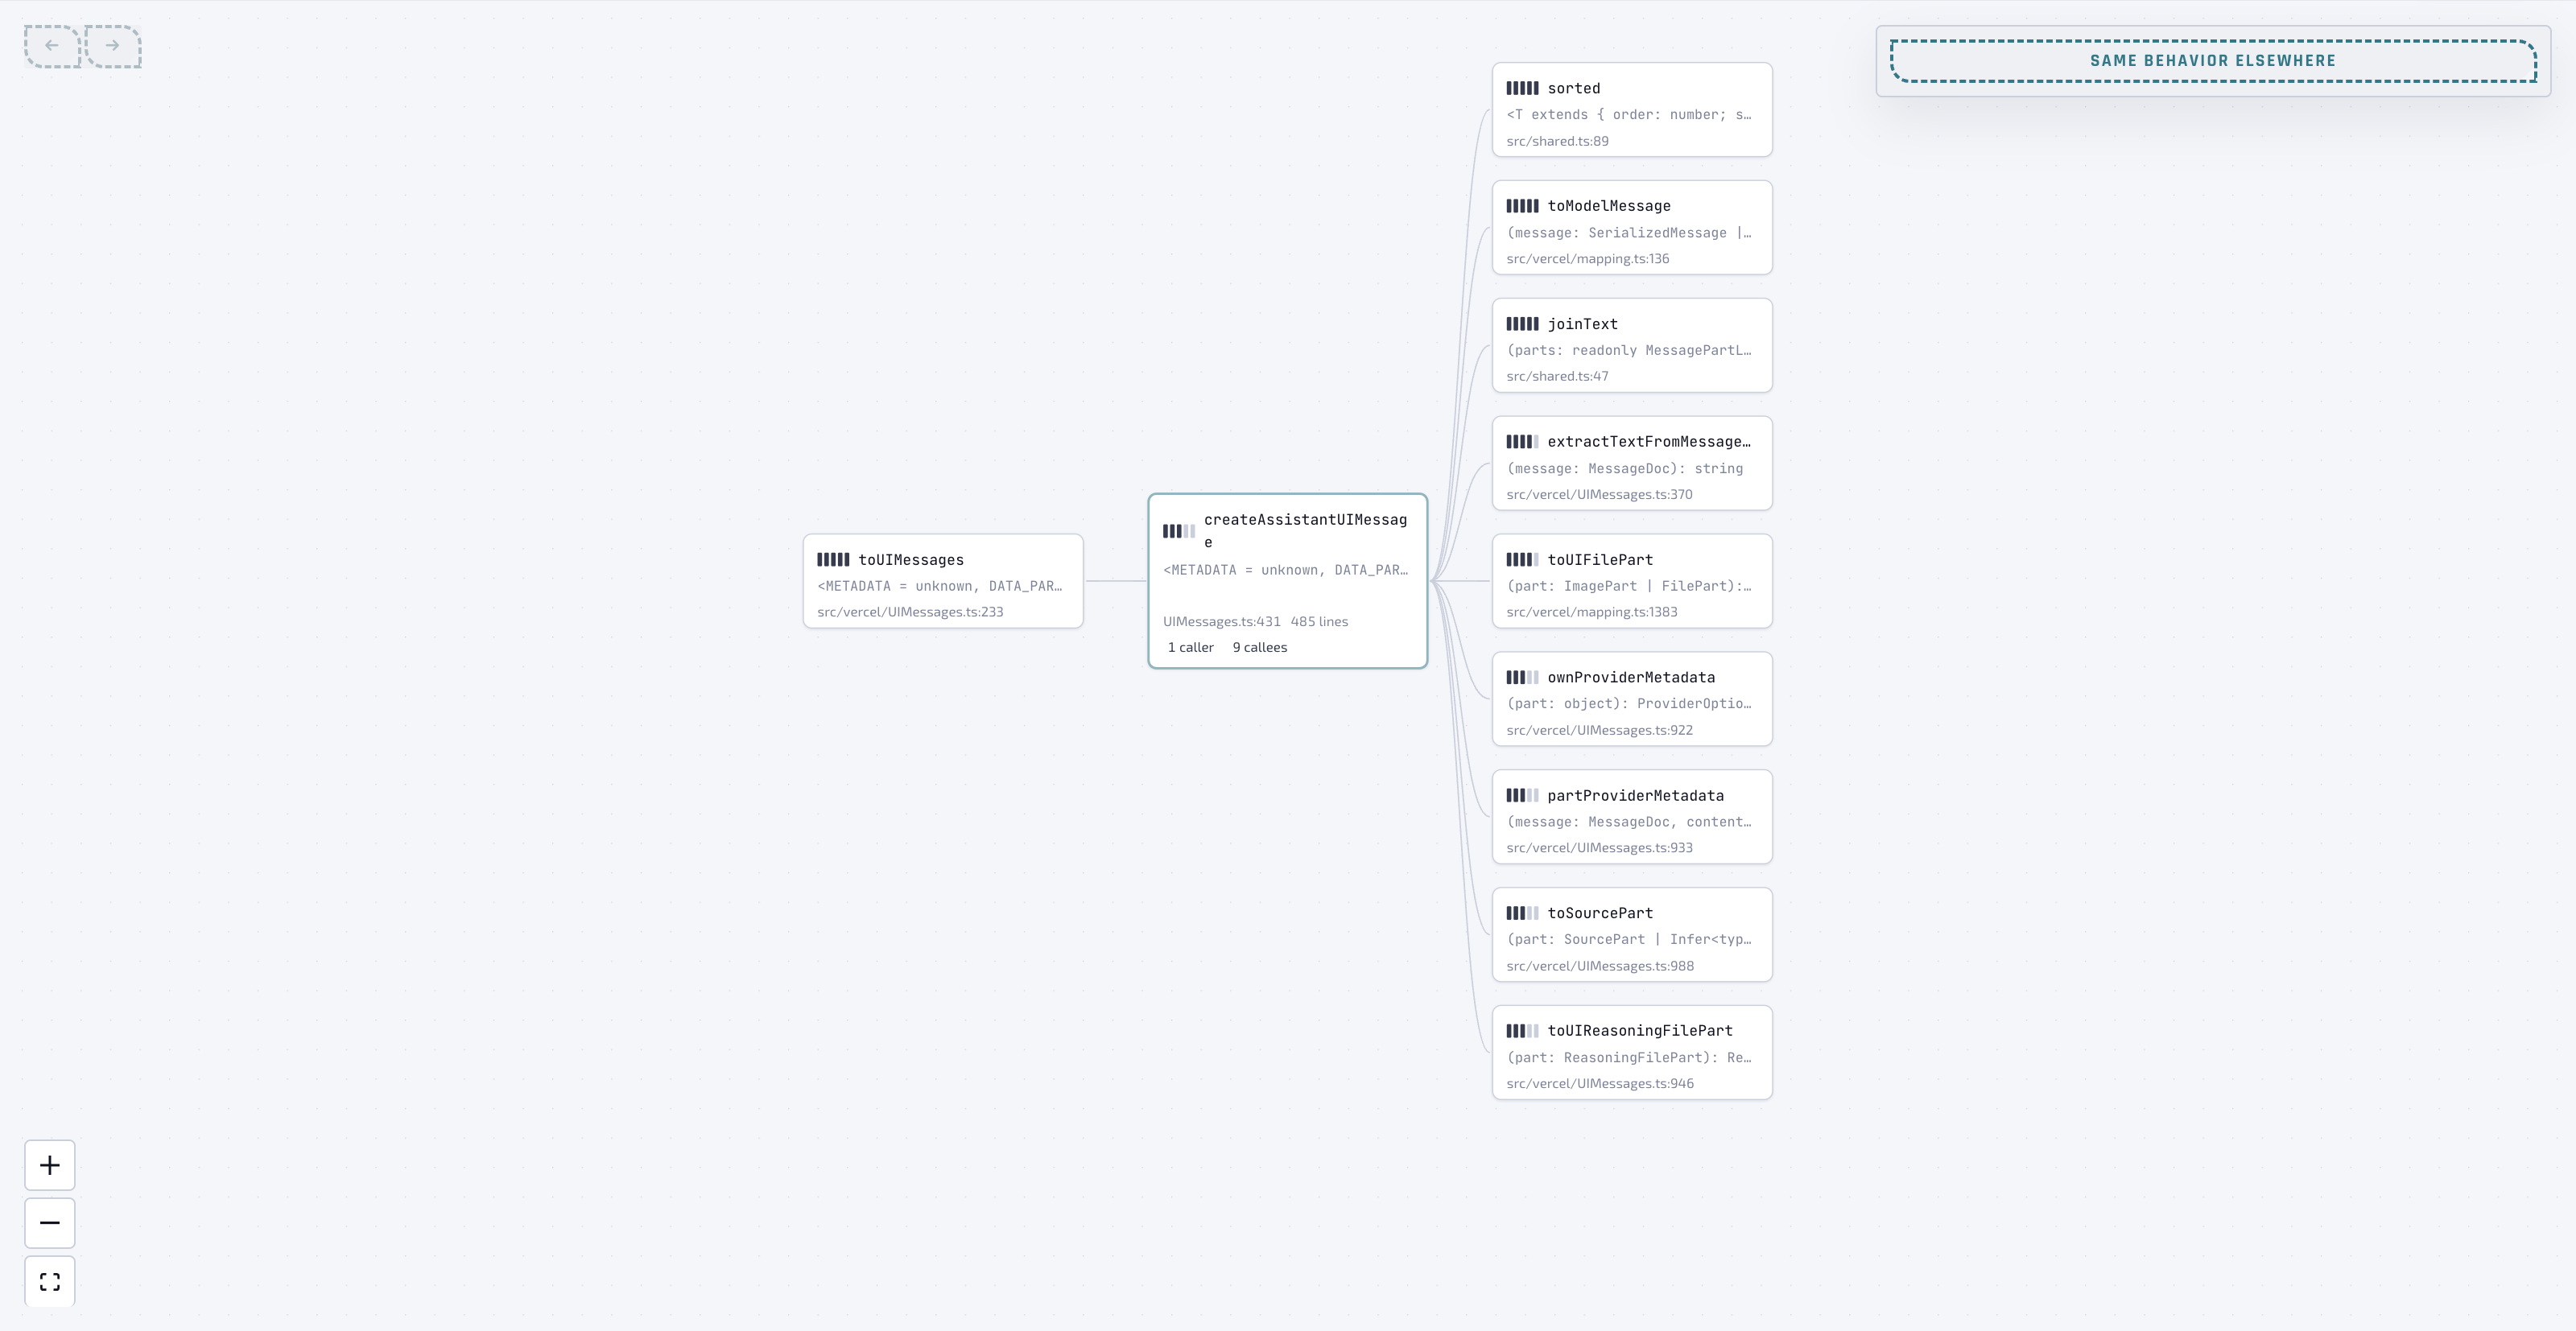 SAME BEHAVIOR ELSEWHERE
sorted
<T extends { order: number; s…
src/shared.ts:89
toModelMessage
(message: SerializedMessage |…
src/vercel/mapping.ts:136
joinText
(parts: readonly MessagePartL…
src/shared.ts:47
extractTextFromMessage…
(message: MessageDoc): string
src/vercel/UIMessages.ts:370
toUIMessages
<METADATA = unknown, DATA_PAR…
src/vercel/UIMessages.ts:233
createAssistantUIMessag
e
<METADATA = unknown, DATA_PAR…
UIMessages.ts:431 485 lines
1 caller 9 callees
toUIFilePart
(part: ImagePart | FilePart):…
src/vercel/mapping.ts:1383
ownProviderMetadata
(part: object): ProviderOptio…
src/vercel/UIMessages.ts:922
partProviderMetadata
(message: MessageDoc, content…
src/vercel/UIMessages.ts:933
toSourcePart
(part: SourcePart | Infer<typ…
src/vercel/UIMessages.ts:988
toUIReasoningFilePart
(part: ReasoningFilePart): Re…
src/vercel/UIMessages.ts:946